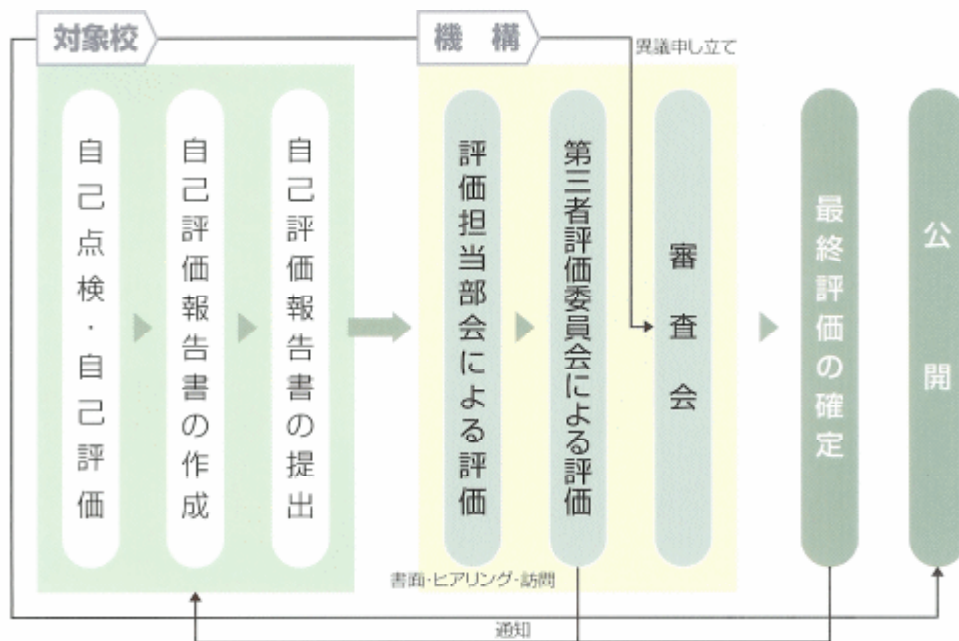 対象校
機 構
異議申し立て
自己点検・自己評価
自己評価報告書の作成
自己評価報告書の提出
評価担当部会による評価
第三者評価委員会による評価
審査会
最終評価の確定
公開
書面・ヒアリング・訪問
通知